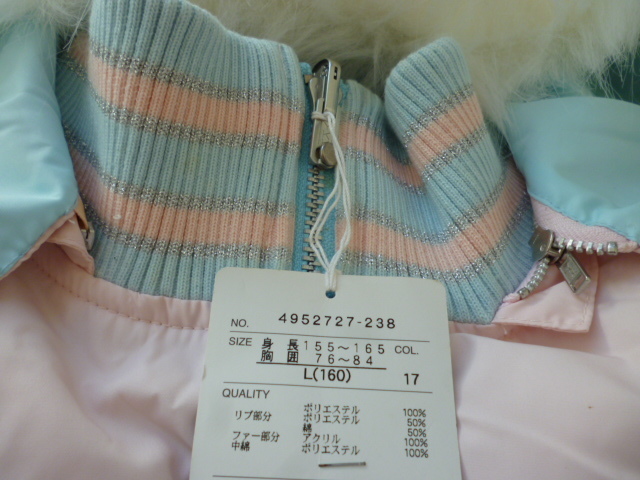 NO. 4952727-238
SIZE 身長 155～165 COL.
胸囲 76～84
L(160) 17
QUALITY
ポリエステル 100%
リブ部分 ポリエステル 50%
綿 50%
ファー部分 アクリル 100%
中綿 ポリエステル 100%